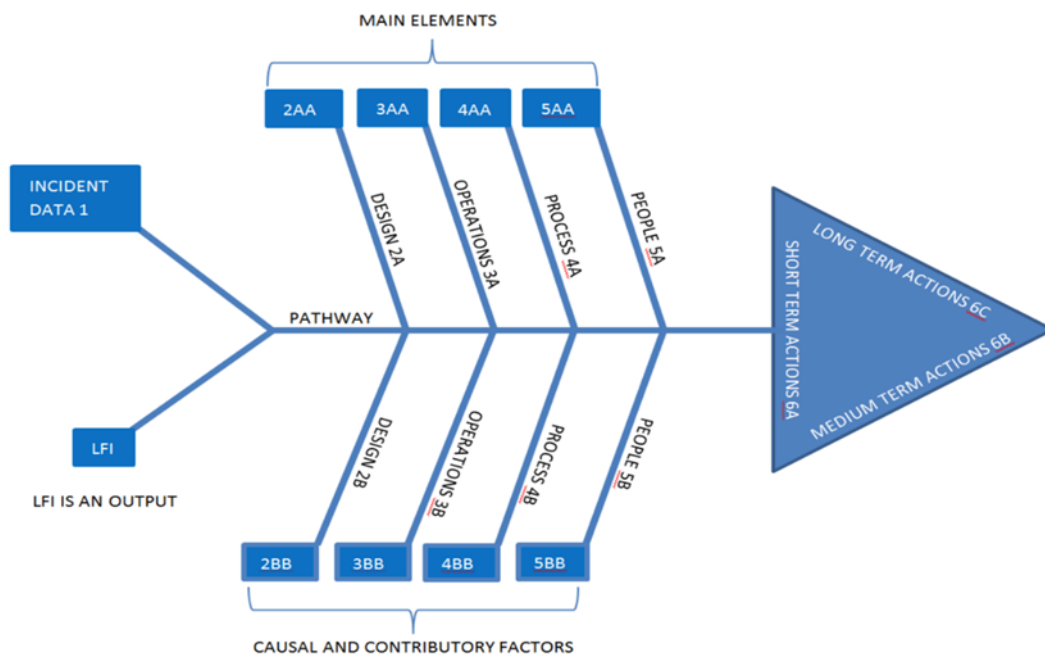 MAIN ELEMENTS
2AA
3AA
4AA
5AA
INCIDENT
DATA 1
DESIGN 2A
OPERATIONS 3A
PROCESS 4A
PEOPLE 5A
PATHWAY
SHORT TERM ACTIONS 6A
LONG TERM ACTIONS 6C
MEDIUM TERM ACTIONS 6B
LFI
LFI IS AN OUTPUT
DESIGN 2B
OPERATIONS 3B
PROCESS 4B
PEOPLE 5B
2BB
3BB
4BB
5BB
CAUSAL AND CONTRIBUTORY FACTORS